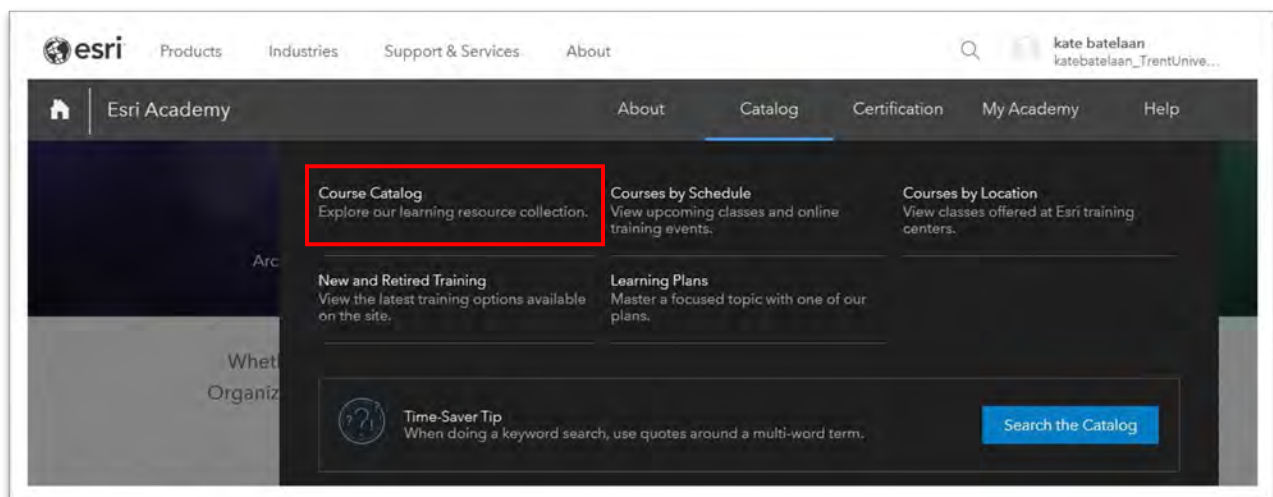 esri Products Industries Support & Services About kate batelaan
katebatelaan_TrentUnive...
Esri Academy About Catalog Certification My Academy Help
Course Catalog
Explore our learning resource collection.
Courses by Schedule
View upcoming classes and online
training events.
Courses by Location
View classes offered at Esri training
centers.
Arc
New and Retired Training
View the latest training options available
on the site.
Learning Plans
Master a focused topic with one of our
plans.
Wheth
Organiz
Time-Saver Tip
When doing a keyword search, use quotes around a multi-word term.
Search the Catalog